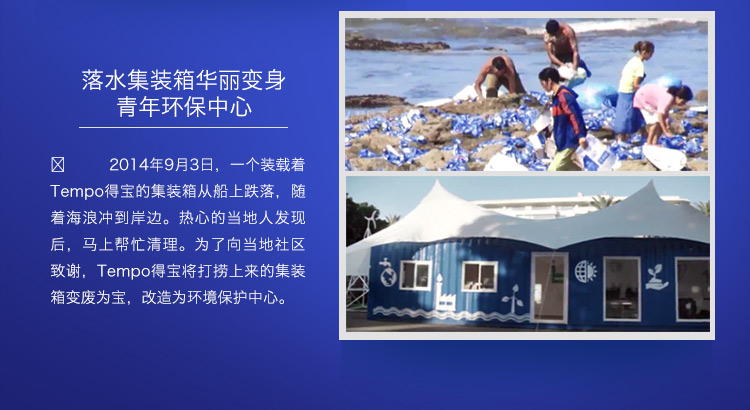 落水集装箱华丽变身
青年环保中心
2014年9月3日，一个装载着
Tempo得宝的集装箱从船上跌落，随
着海浪冲到岸边。热心的当地人发现
后，马上帮忙清理。为了向当地社区
致谢，Tempo得宝将打捞上来的集装
箱变废为宝，改造为环境保护中心。